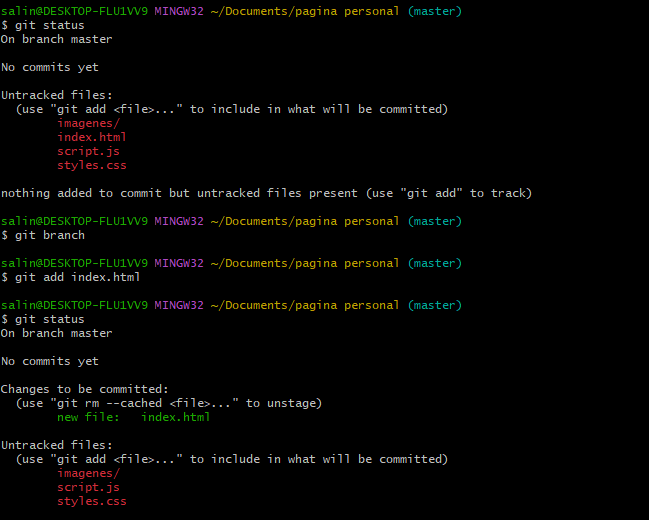 salin@DESKTOP-FLU1VV9 MINGW32 ~/Documents/pagina personal (master)
$ git status
On branch master
No commits yet
Untracked files:
  (use "git add <file>..." to include in what will be committed)
        imagenes/
        index.html
        script.js
        styles.css
nothing added to commit but untracked files present (use "git add" to track)
salin@DESKTOP-FLU1VV9 MINGW32 ~/Documents/pagina personal (master)
$ git branch
salin@DESKTOP-FLU1VV9 MINGW32 ~/Documents/pagina personal (master)
$ git add index.html
salin@DESKTOP-FLU1VV9 MINGW32 ~/Documents/pagina personal (master)
$ git status
On branch master
No commits yet
Changes to be committed:
  (use "git rm --cached <file>..." to unstage)
        new file:   index.html
Untracked files:
  (use "git add <file>..." to include in what will be committed)
        imagenes/
        script.js
        styles.css